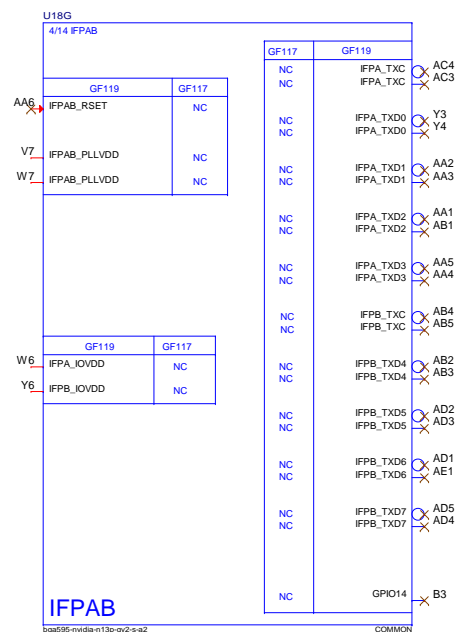 U18G
4/14 IFPAB
GF119 GF117
AA6 IFPAB_RSET NC
V7 IFPAB_PLLVDD NC
W7 IFPAB_PLLVDD NC
GF119 GF117
W6 IFPA_IOVDD NC
Y6 IFPB_IOVDD NC
GF117 GF119
NC IFPA_TXC AC4
NC IFPA_TXC AC3
NC IFPA_TXD0 Y3
NC IFPA_TXD0 Y4
NC IFPA_TXD1 AA2
NC IFPA_TXD1 AA3
NC IFPA_TXD2 AA1
NC IFPA_TXD2 AB1
NC IFPA_TXD3 AA5
NC IFPA_TXD3 AA4
NC IFPB_TXC AB4
NC IFPB_TXC AB5
NC IFPB_TXD4 AB2
NC IFPB_TXD4 AB3
NC IFPB_TXD5 AD2
NC IFPB_TXD5 AD3
NC IFPB_TXD6 AD1
NC IFPB_TXD6 AE1
NC IFPB_TXD7 AD5
NC IFPB_TXD7 AD4
NC GPIO14 B3
IFPAB
bga595-nvidia-n13p-gv2-s-a2 COMMON